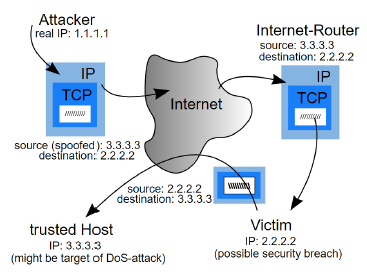 Attacker
real IP: 1.1.1.1
IP
TCP
source (spoofed): 3.3.3.3
destination: 2.2.2.2
Internet
Internet-Router
source: 3.3.3.3
destination: 2.2.2.2
IP
TCP
source: 2.2.2.2
destination: 3.3.3.3
trusted Host
IP: 3.3.3.3
(might be target of DoS-attack)
Victim
IP: 2.2.2.2
(possible security breach)